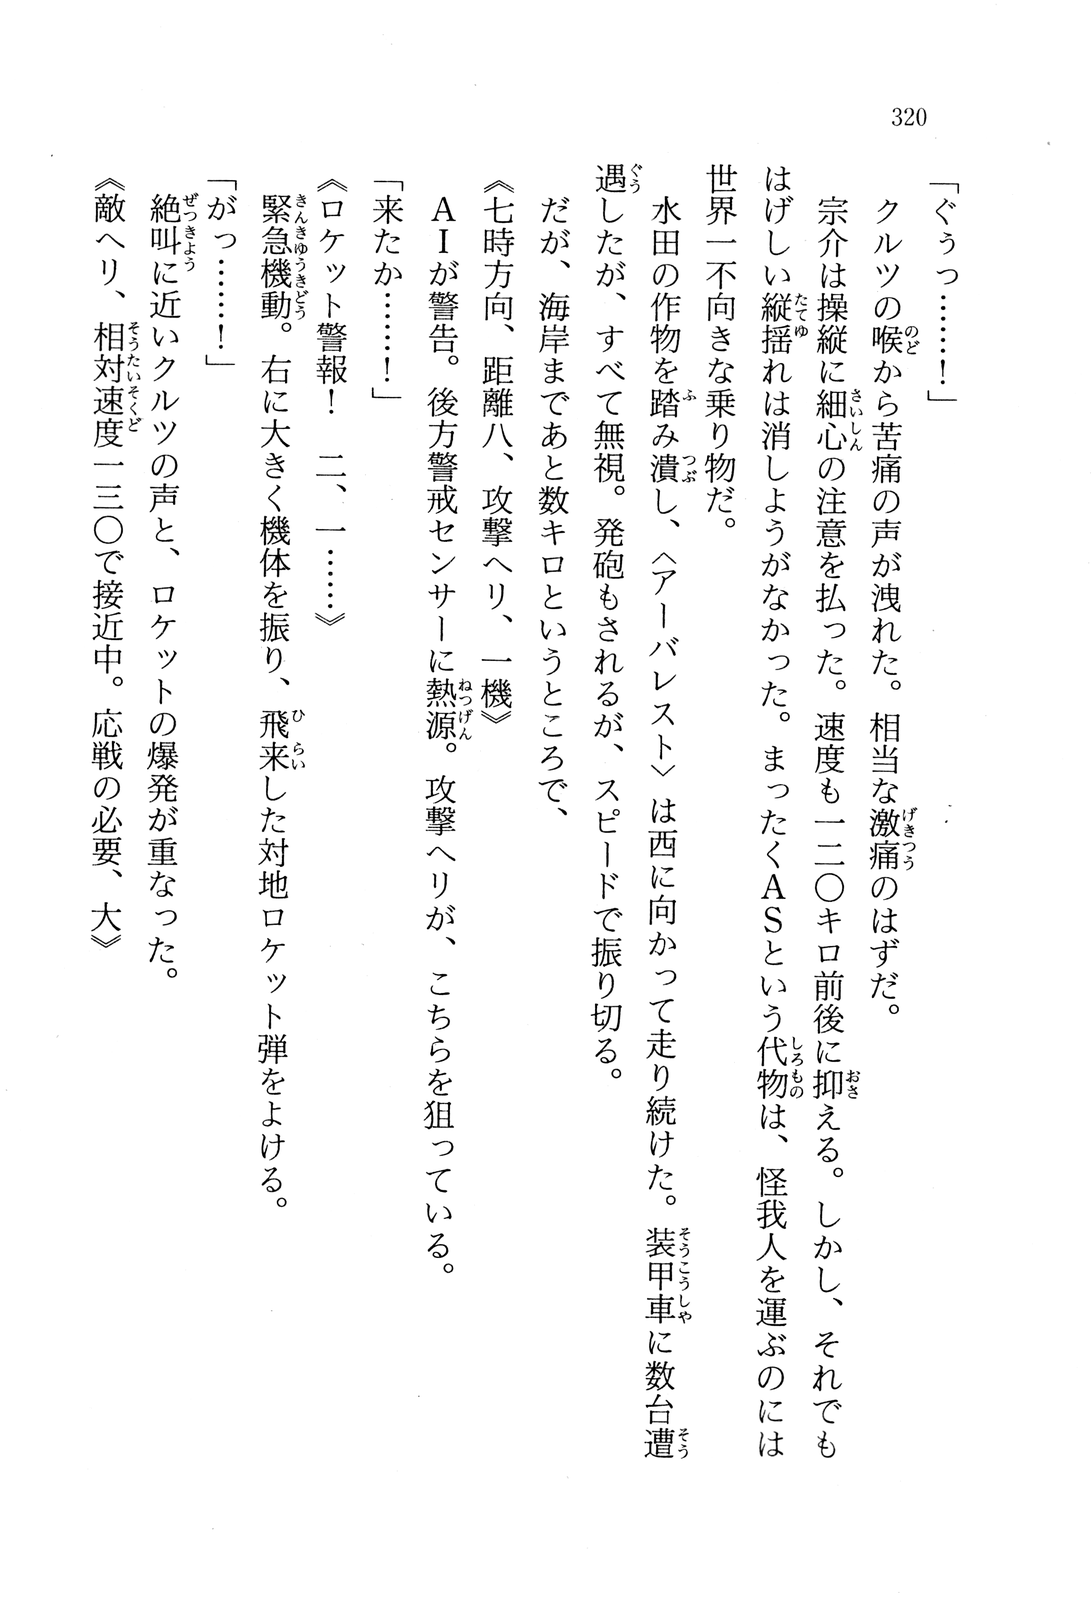 320
「ぐぅっ……！」
　クルツの喉から苦痛の声が洩れた。相当な激痛のはずだ。
　宗介は操縦に細心の注意を払った。速度も一二〇キロ前後に抑える。しかし、それでも
はげしい縦揺れは消しようがなかった。まったくＡＳという代物は、怪我人を運ぶのには
世界一不向きな乗り物だ。
　水田の作物を踏み潰し、〈アーバレスト〉は西に向かって走り続けた。装甲車に数台遭
遇したが、すべて無視。発砲もされるが、スピードで振り切る。
　だが、海岸まであと数キロというところで、
《七時方向、距離八、攻撃ヘリ、一機》
　ＡＩが警告。後方警戒センサーに熱源。攻撃ヘリが、こちらを狙っている。
「来たか……！」
《ロケット警報！　二、一……》
　緊急機動。右に大きく機体を振り、飛来した対地ロケット弾をよける。
「がっ……！」
　絶叫に近いクルツの声と、ロケットの爆発が重なった。
《敵ヘリ、相対速度一三〇で接近中。応戦の必要、大》